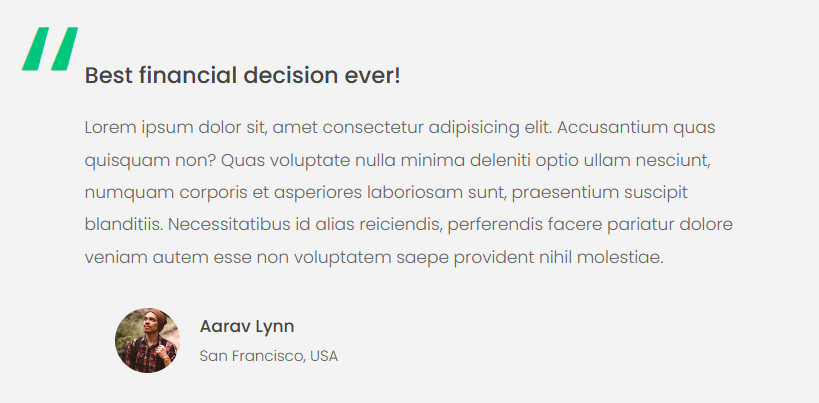 “
Best financial decision ever!
Lorem ipsum dolor sit, amet consectetur adipisicing elit. Accusantium quas
quisquam non? Quas voluptate nulla minima deleniti optio ullam nesciunt,
numquam corporis et asperiores laboriosam sunt, praesentium suscipit
blanditiis. Necessitatibus id alias reiciendis, perferendis facere pariatur dolore
veniam autem esse non voluptatem saepe provident nihil molestiae.
Aarav Lynn
San Francisco, USA